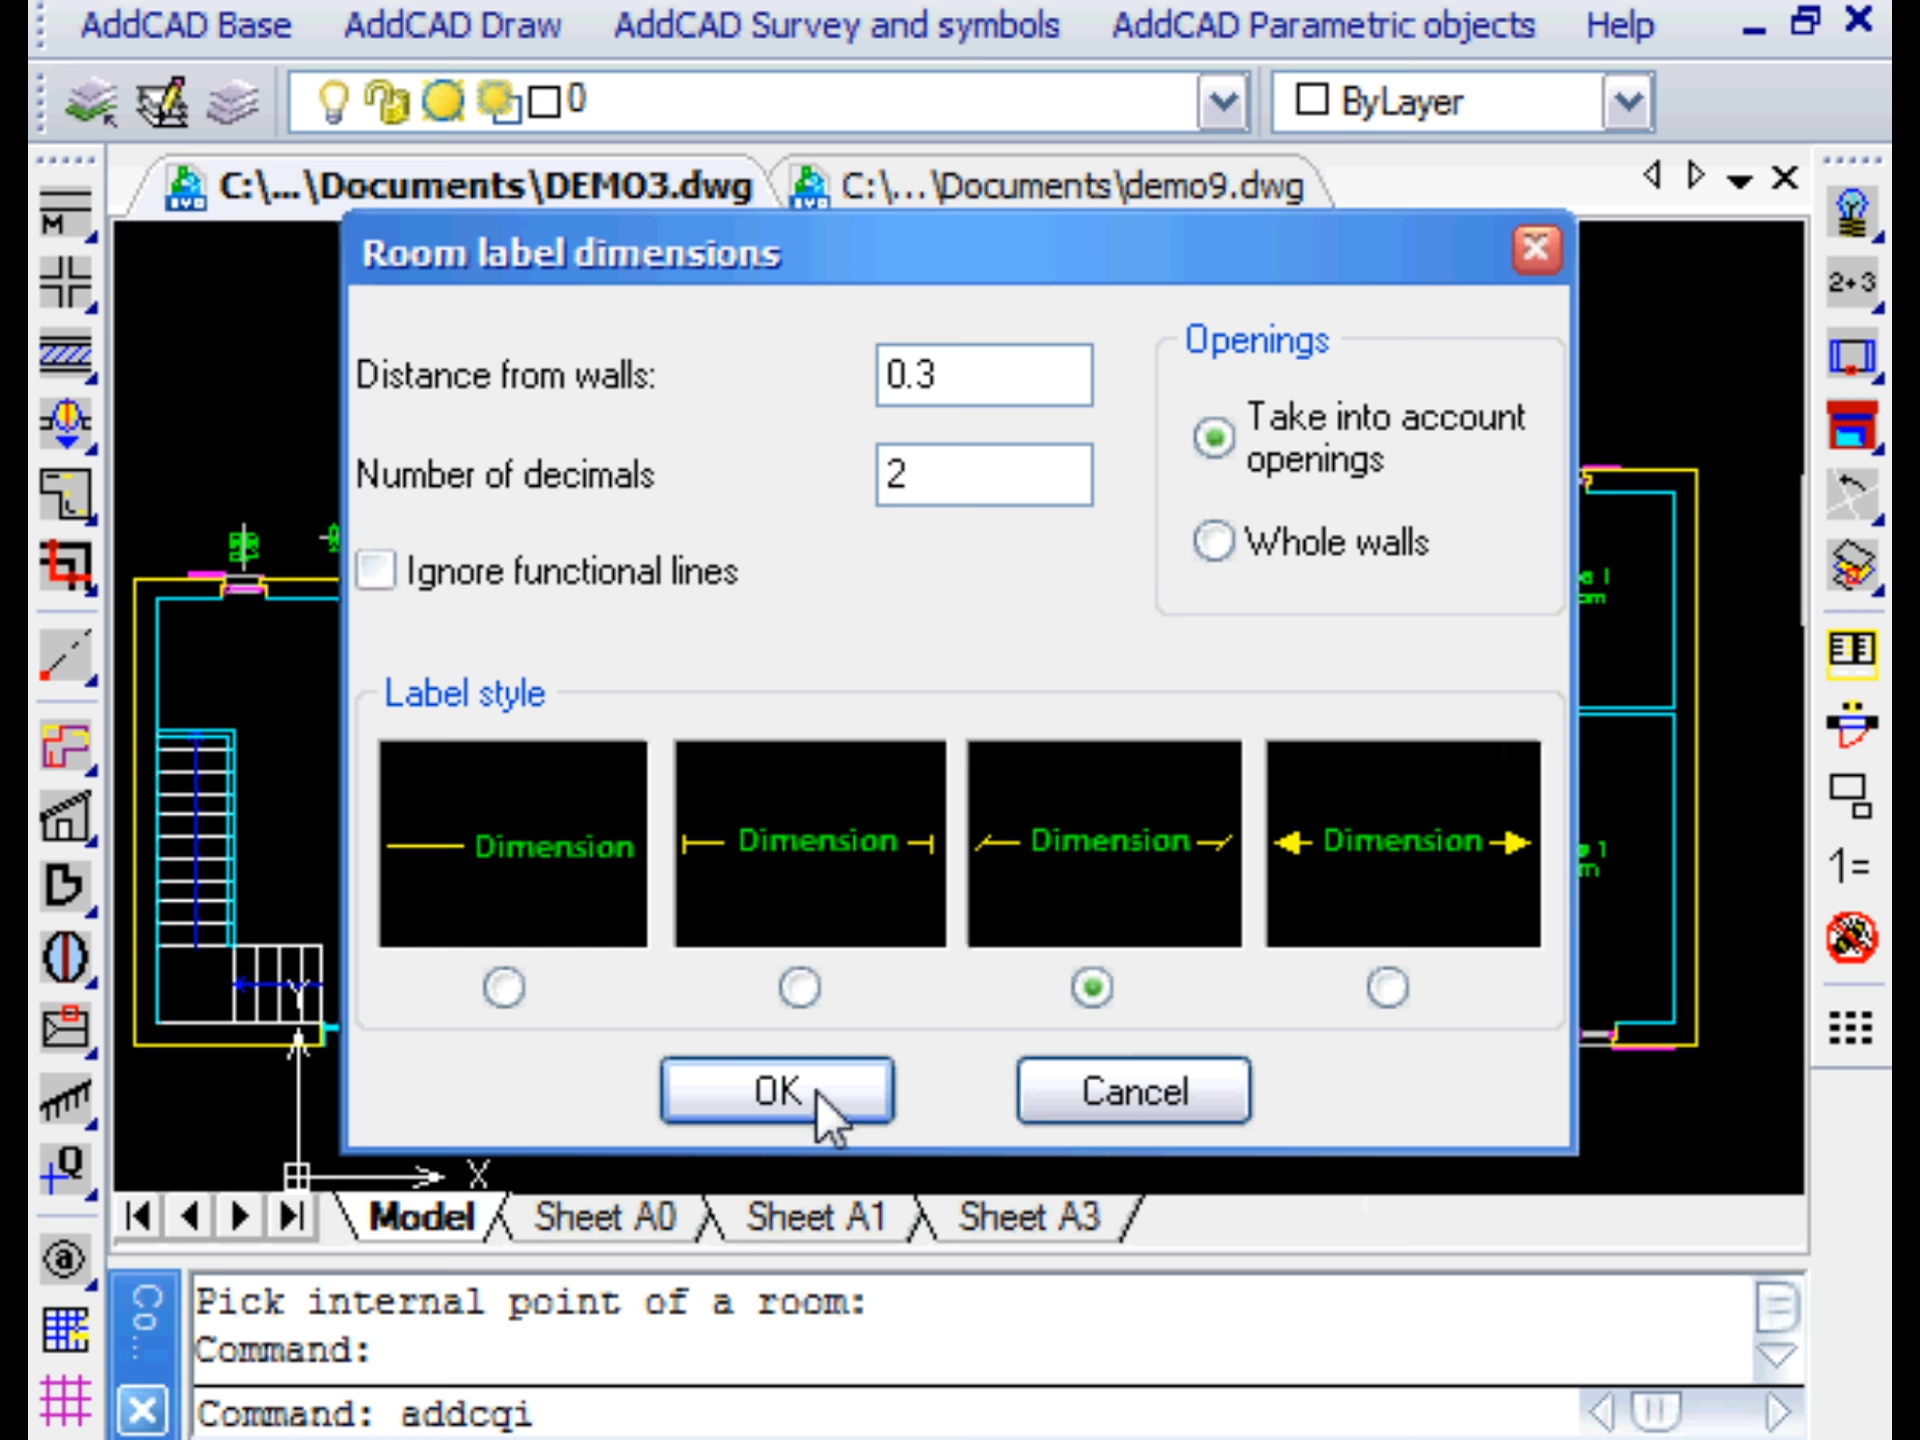 AddCAD Base AddCAD Draw AddCAD Survey and symbols AddCAD Parametric objects Help
0 ByLayer
C:\...\Documents\DEMO3.dwg C:\...\Documents\demo9.dwg
Room label dimensions
Distance from walls: 0.3
Openings
Take into account
openings
Number of decimals 2
Whole walls
Ignore functional lines
Label style
Dimension Dimension Dimension Dimension
OK Cancel
X
Y
M
2+3
1=
Q
@
Model Sheet A0 Sheet A1 Sheet A3
Co...
Pick internal point of a room:
Command:
Command: addcqi